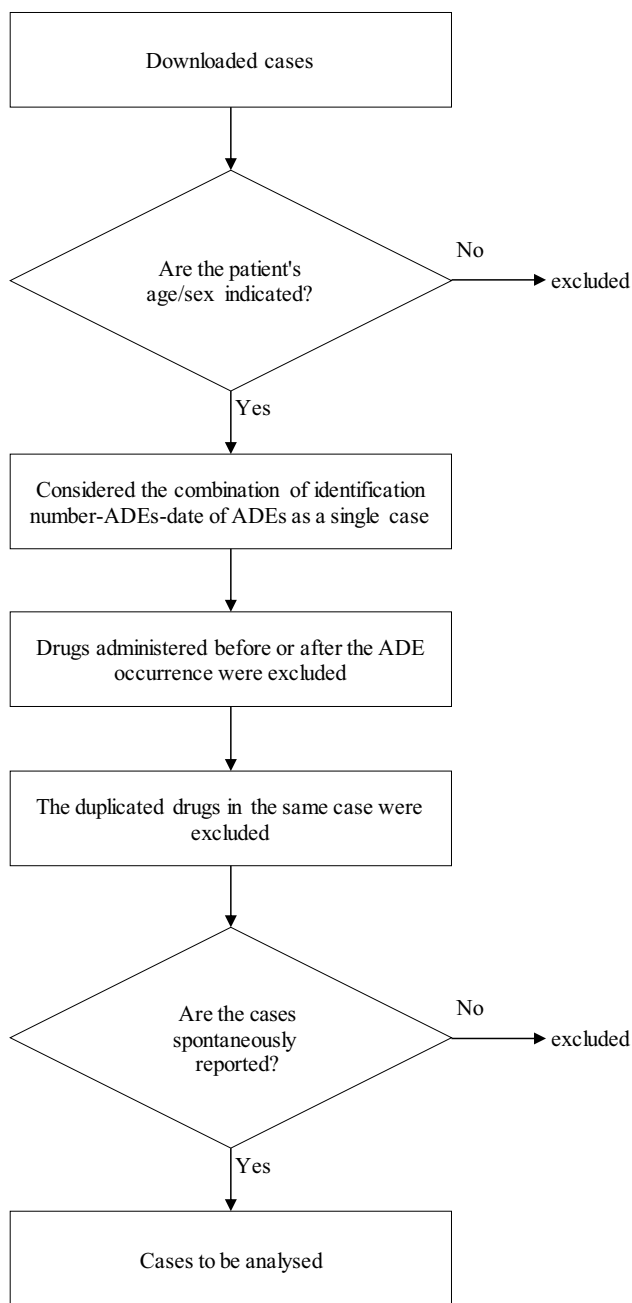 Downloaded cases
Are the patient's
age/sex indicated?
No
excluded
Yes
Considered the combination of identification
number-ADEs-date of ADEs as a single case
Drugs administered before or after the ADE
occurrence were excluded
The duplicated drugs in the same case were
excluded
Are the cases
spontaneously
reported?
No
excluded
Yes
Cases to be analysed